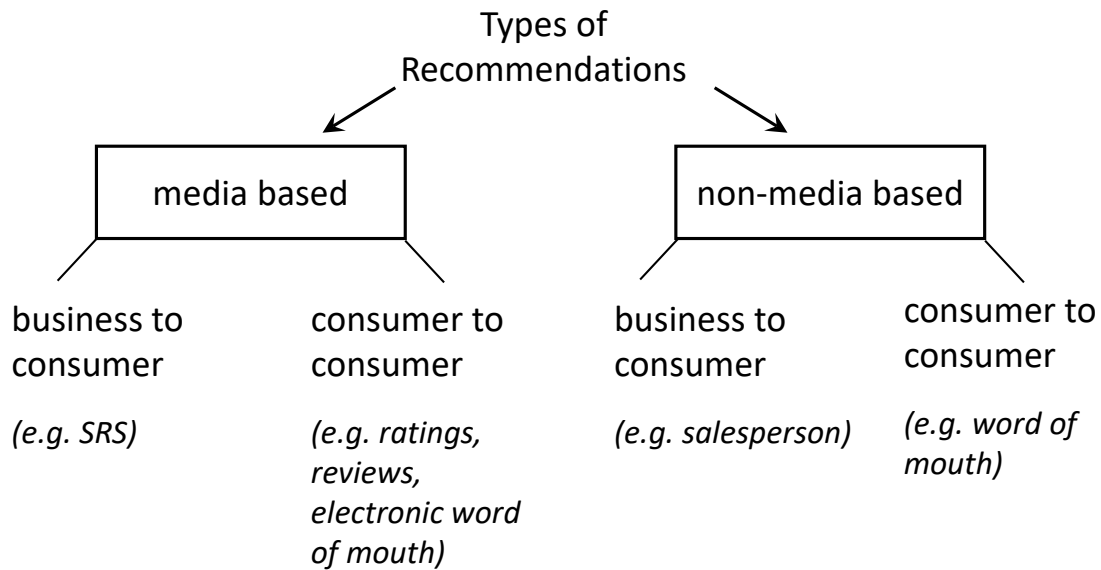 Types of
Recommendations
media based
non-media based
business to
consumer
(e.g. SRS)
consumer to
consumer
(e.g. ratings,
reviews,
electronic word
of mouth)
business to
consumer
(e.g. salesperson)
consumer to
consumer
(e.g. word of
mouth)